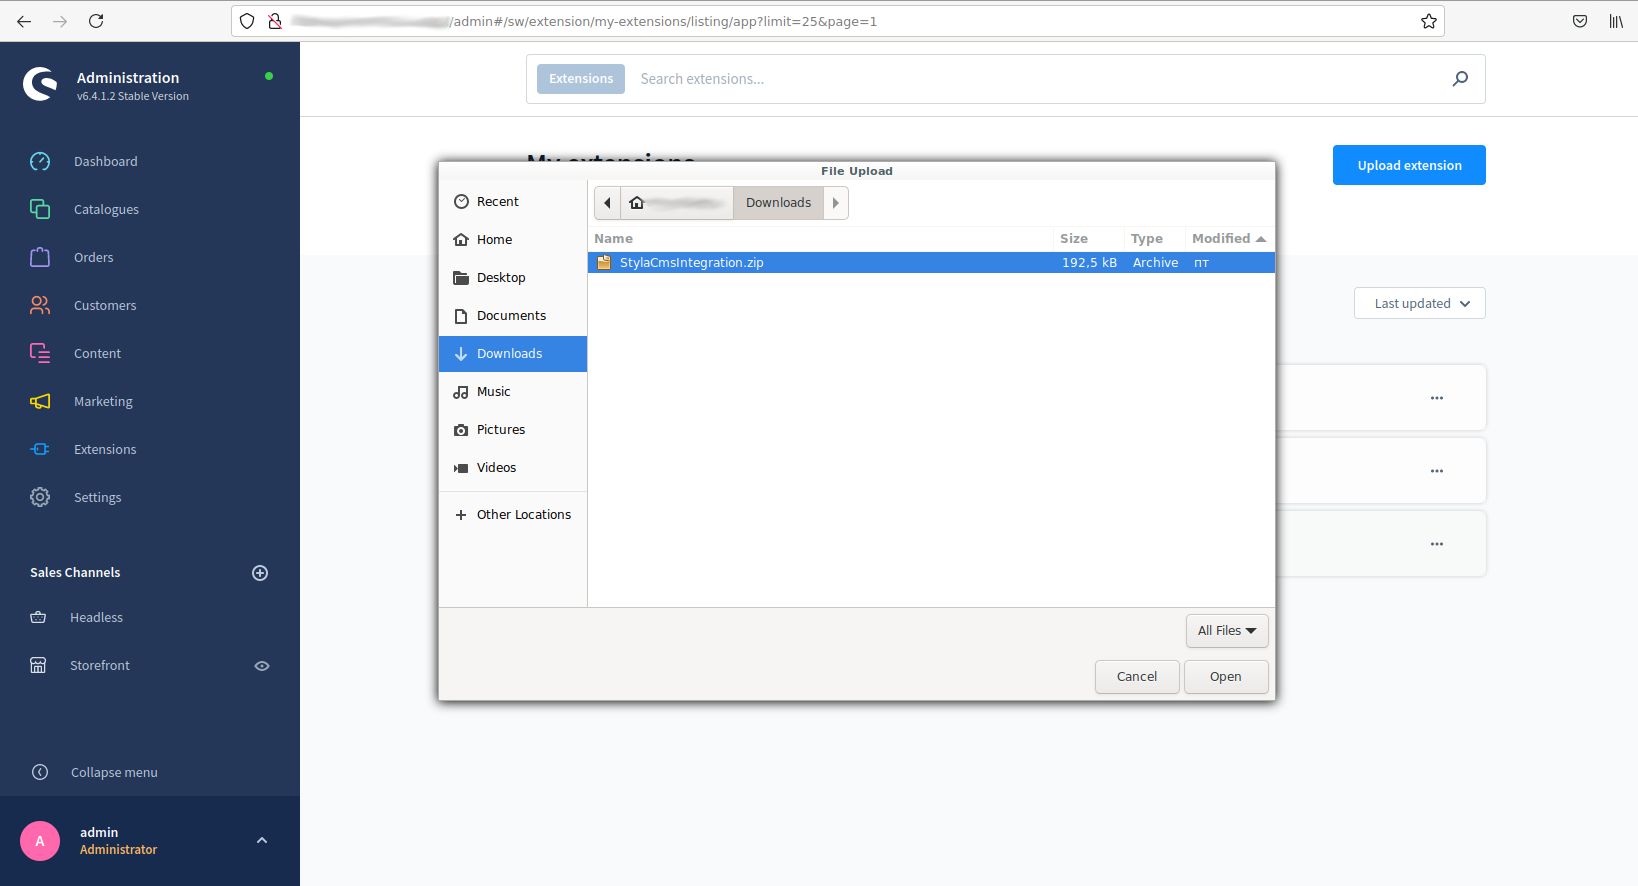 /admin#/sw/extension/my-extensions/listing/app?limit=25&page=1
Administration
v6.4.1.2 Stable Version
Dashboard
Catalogues
Orders
Customers
Content
Marketing
Extensions
Settings
Sales Channels
Headless
Storefront
Collapse menu
A
admin
Administrator
Extensions
Search extensions...
My extensions
Upload extension
Last updated
File Upload
Recent
Home
Desktop
Documents
Downloads
Music
Pictures
Videos
Other Locations
Downloads
Name Size Type Modified
StylaCmsIntegration.zip 192,5 kB Archive пт
All Files
Cancel Open